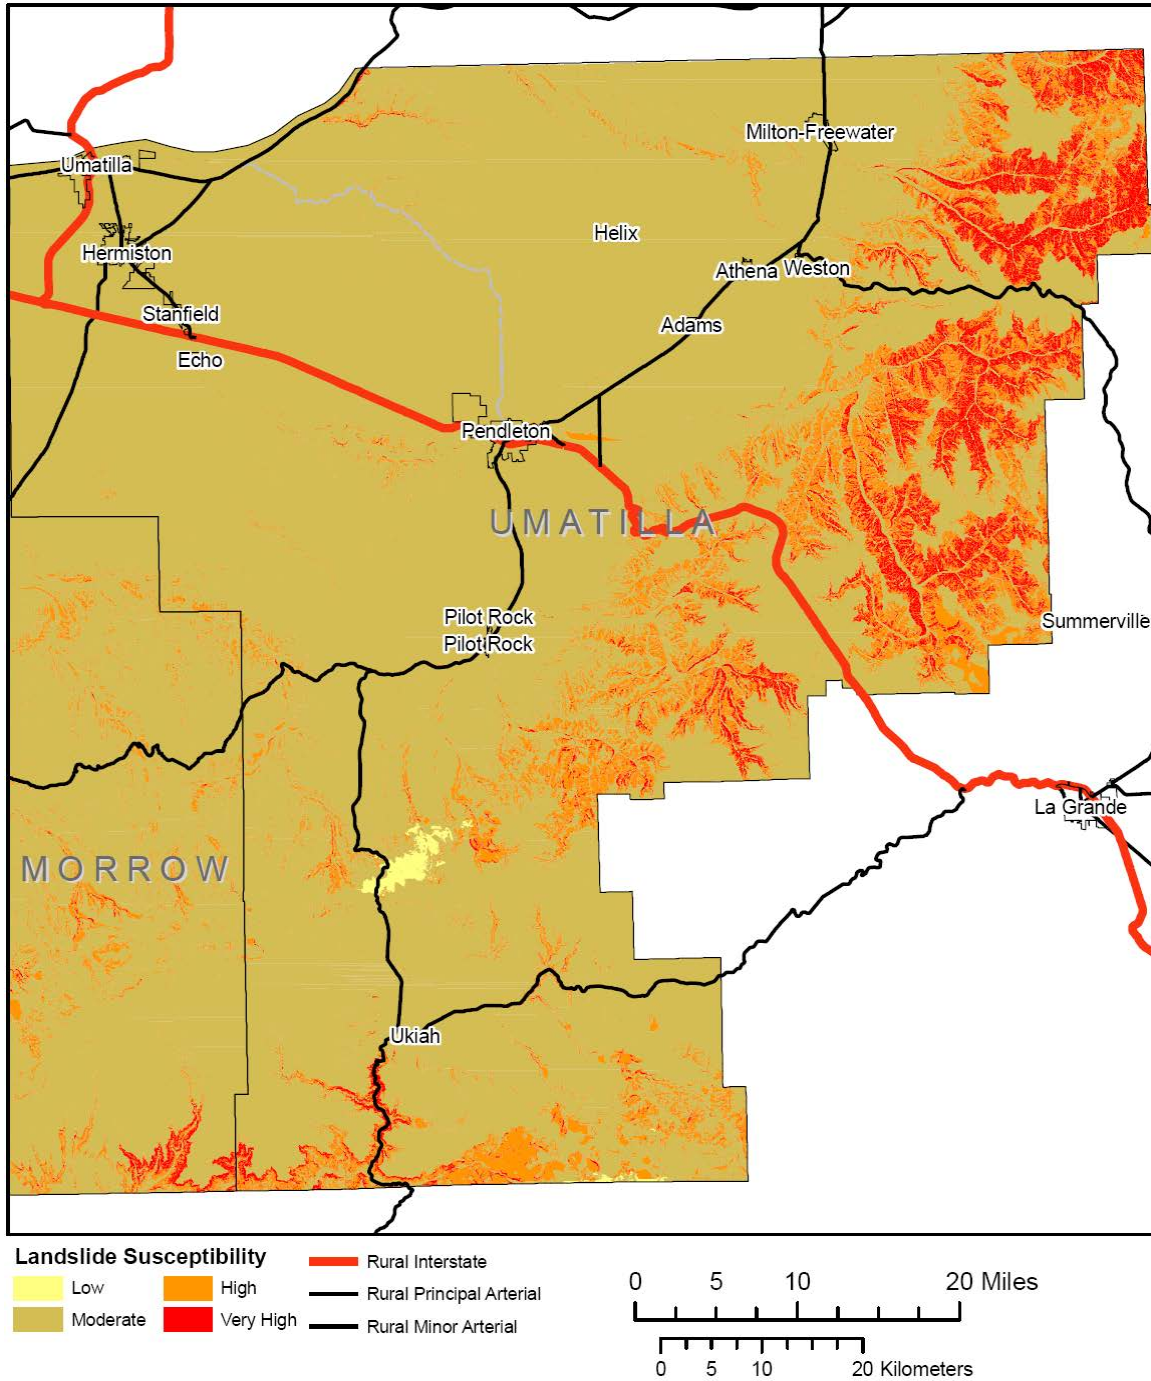 Milton-Freewater
Umatilla
Helix
Hermiston
Athena Weston
Stanfield
Adams
Echo
Pendleton
UMATILLA
Pilot Rock
Summerville
Pilot Rock
La Grande
MORROW
Ukiah
Landslide Susceptibility
Low
High
Moderate
Very High
Rural Interstate
Rural Principal Arterial
Rural Minor Arterial
0 5 10 20 Miles
0 5 10 20 Kilometers